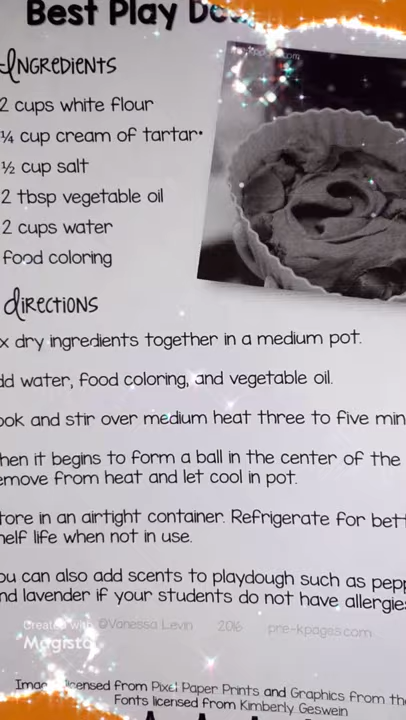 Best Play
INGREDIENTS
2 cups white flour
¼ cup cream of tartar*
½ cup salt
2 tbsp vegetable oil
2 cups water
food coloring
directions
x dry ingredients together in a medium pot.
dd water, food coloring, and vegetable oil.
ook and stir over medium heat three to five min
hen it begins to form a ball in the center of the
emove from heat and let cool in pot.
tore in an airtight container. Refrigerate for bett
helf life when not in use.
ou can also add scents to playdough such as pepp
nd lavender if your students do not have allergies
Created with
Magisto
©Vanessa Levin 2016 pre-kpages.com
licensed from Pixel Paper Prints and Graphics from th
Fonts licensed from Kimberly Geswein